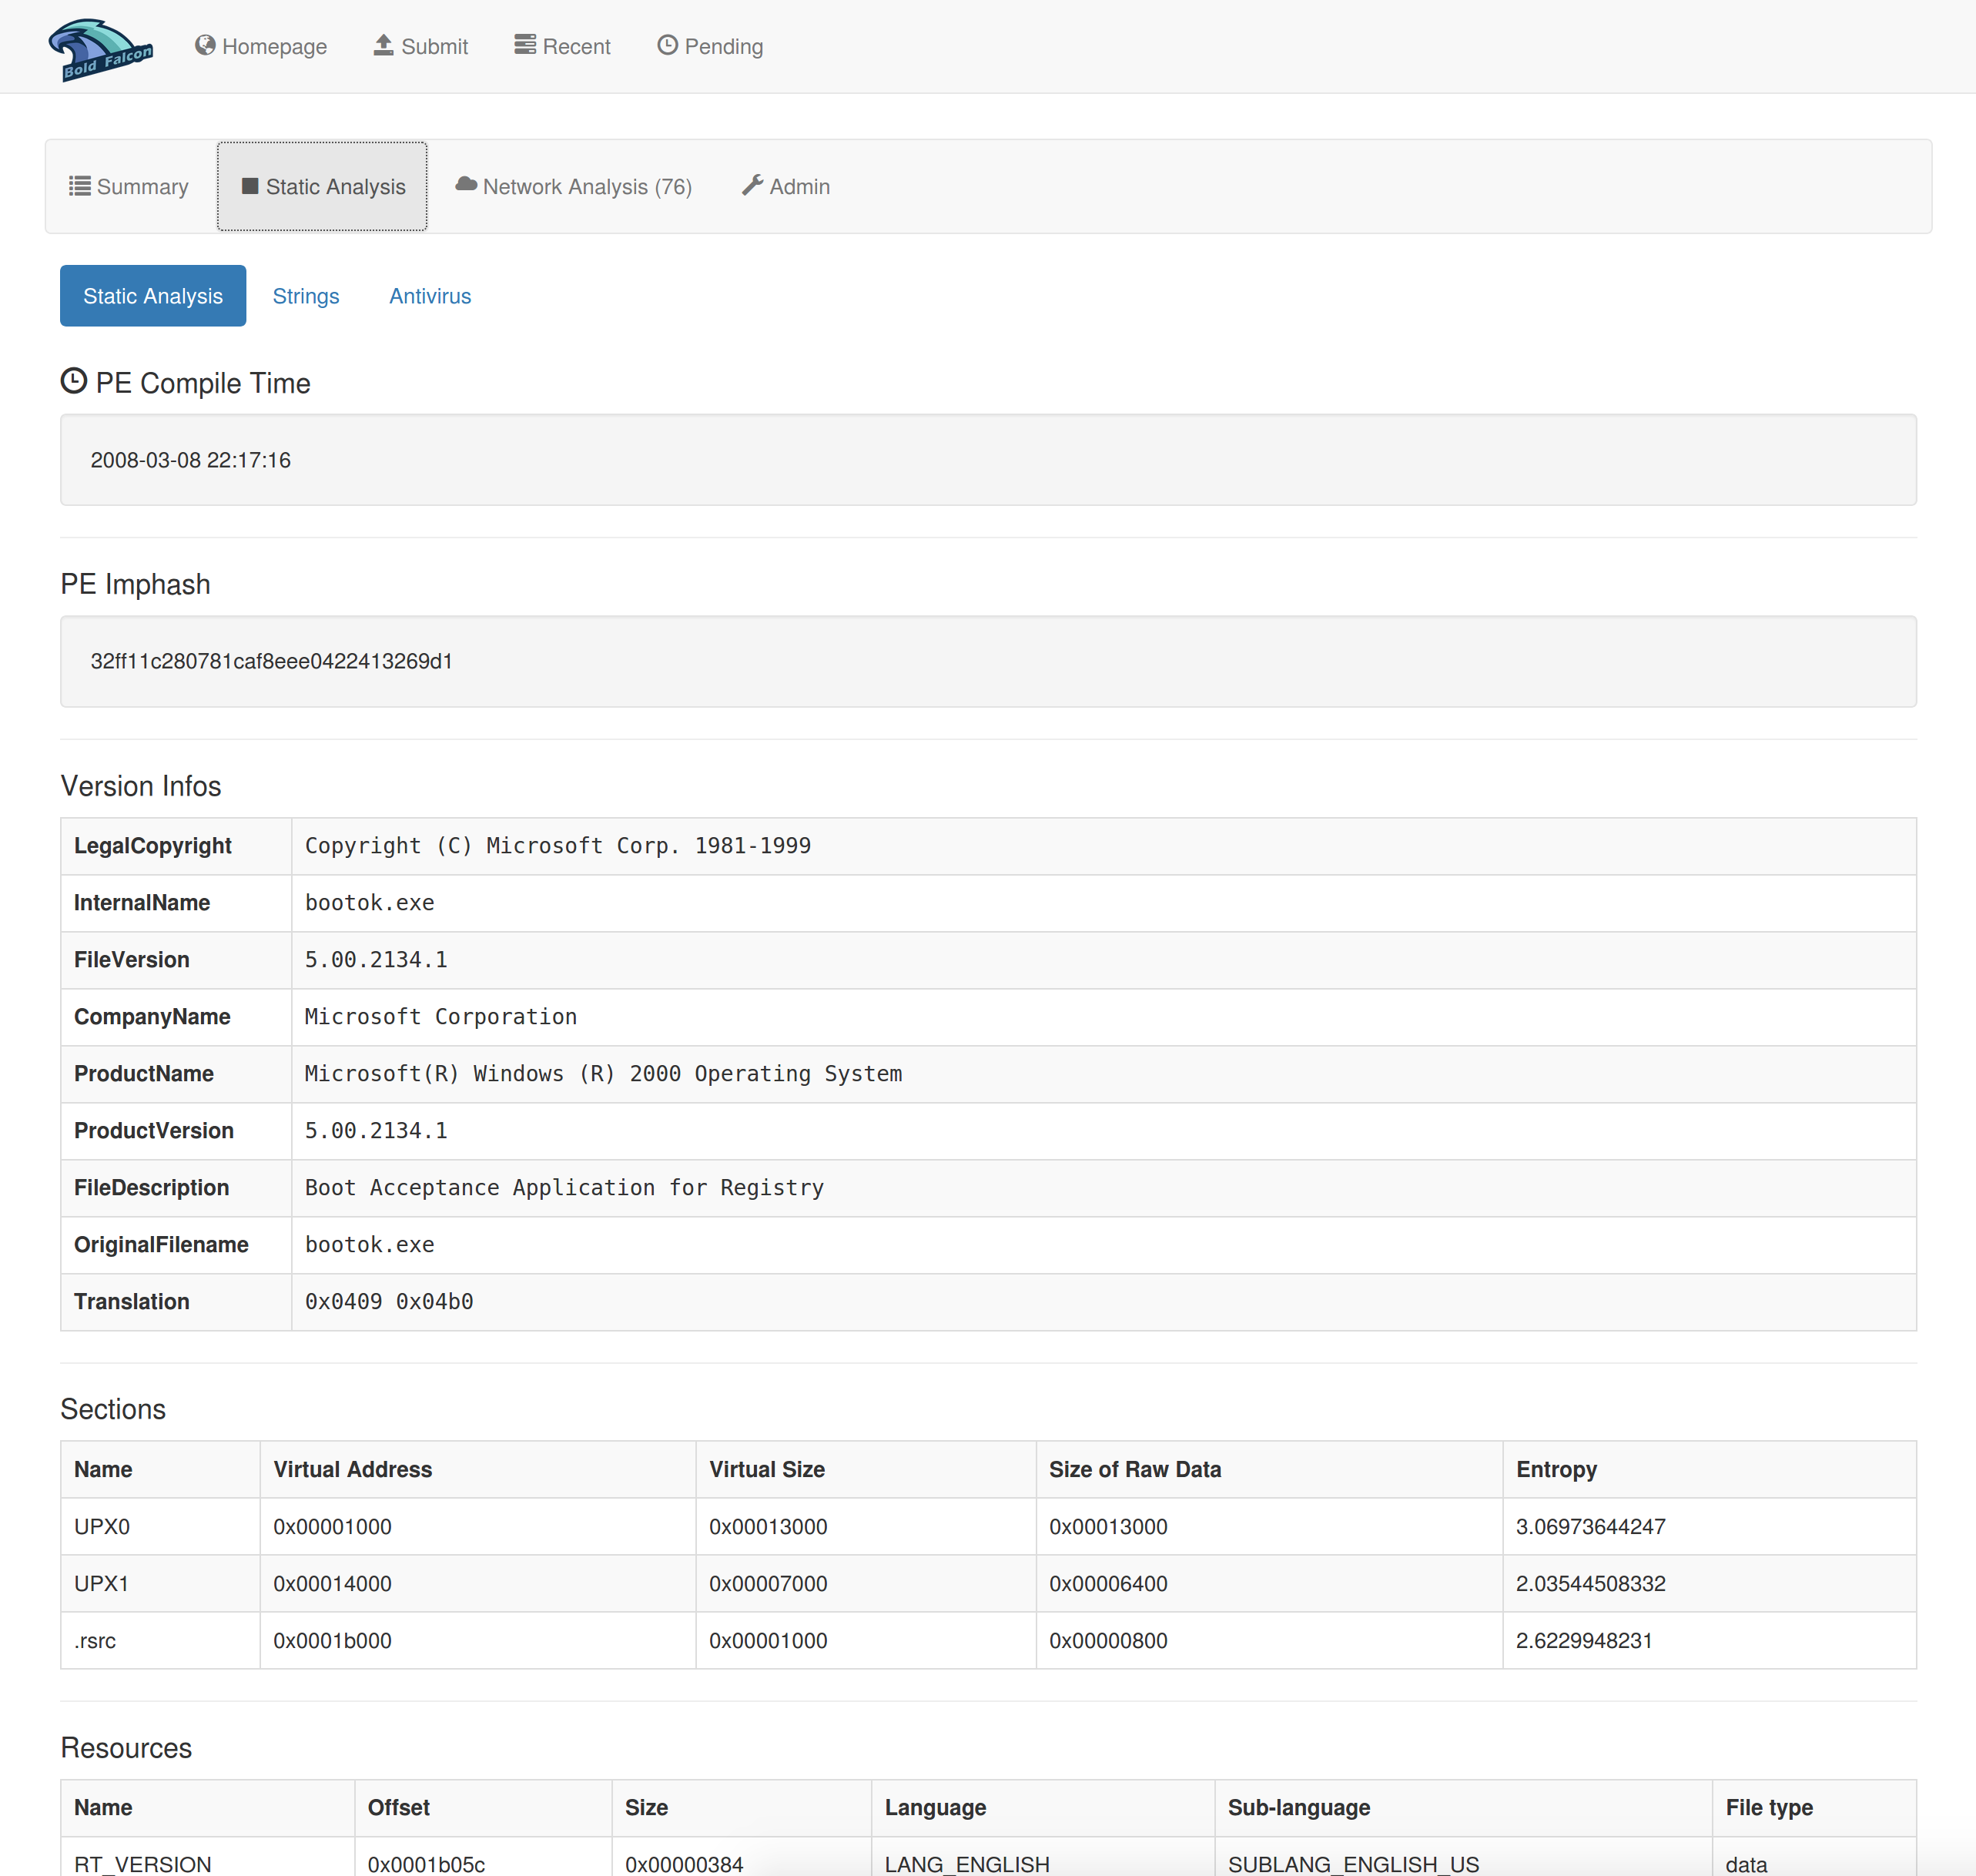 Bold Falcon
Homepage Submit Recent Pending
Summary Static Analysis Network Analysis (76) Admin
Static Analysis Strings Antivirus
PE Compile Time
2008-03-08 22:17:16
PE Imphash
32ff11c280781caf8eee0422413269d1
Version Infos
LegalCopyright Copyright (C) Microsoft Corp. 1981-1999
InternalName bootok.exe
FileVersion 5.00.2134.1
CompanyName Microsoft Corporation
ProductName Microsoft(R) Windows (R) 2000 Operating System
ProductVersion 5.00.2134.1
FileDescription Boot Acceptance Application for Registry
OriginalFilename bootok.exe
Translation 0x0409 0x04b0
Sections
Name Virtual Address Virtual Size Size of Raw Data Entropy
UPX0 0x00001000 0x00013000 0x00013000 3.06973644247
UPX1 0x00014000 0x00007000 0x00006400 2.03544508332
.rsrc 0x0001b000 0x00001000 0x00000800 2.6229948231
Resources
Name Offset Size Language Sub-language File type
RT_VERSION 0x0001b05c 0x00000384 LANG_ENGLISH SUBLANG_ENGLISH_US data